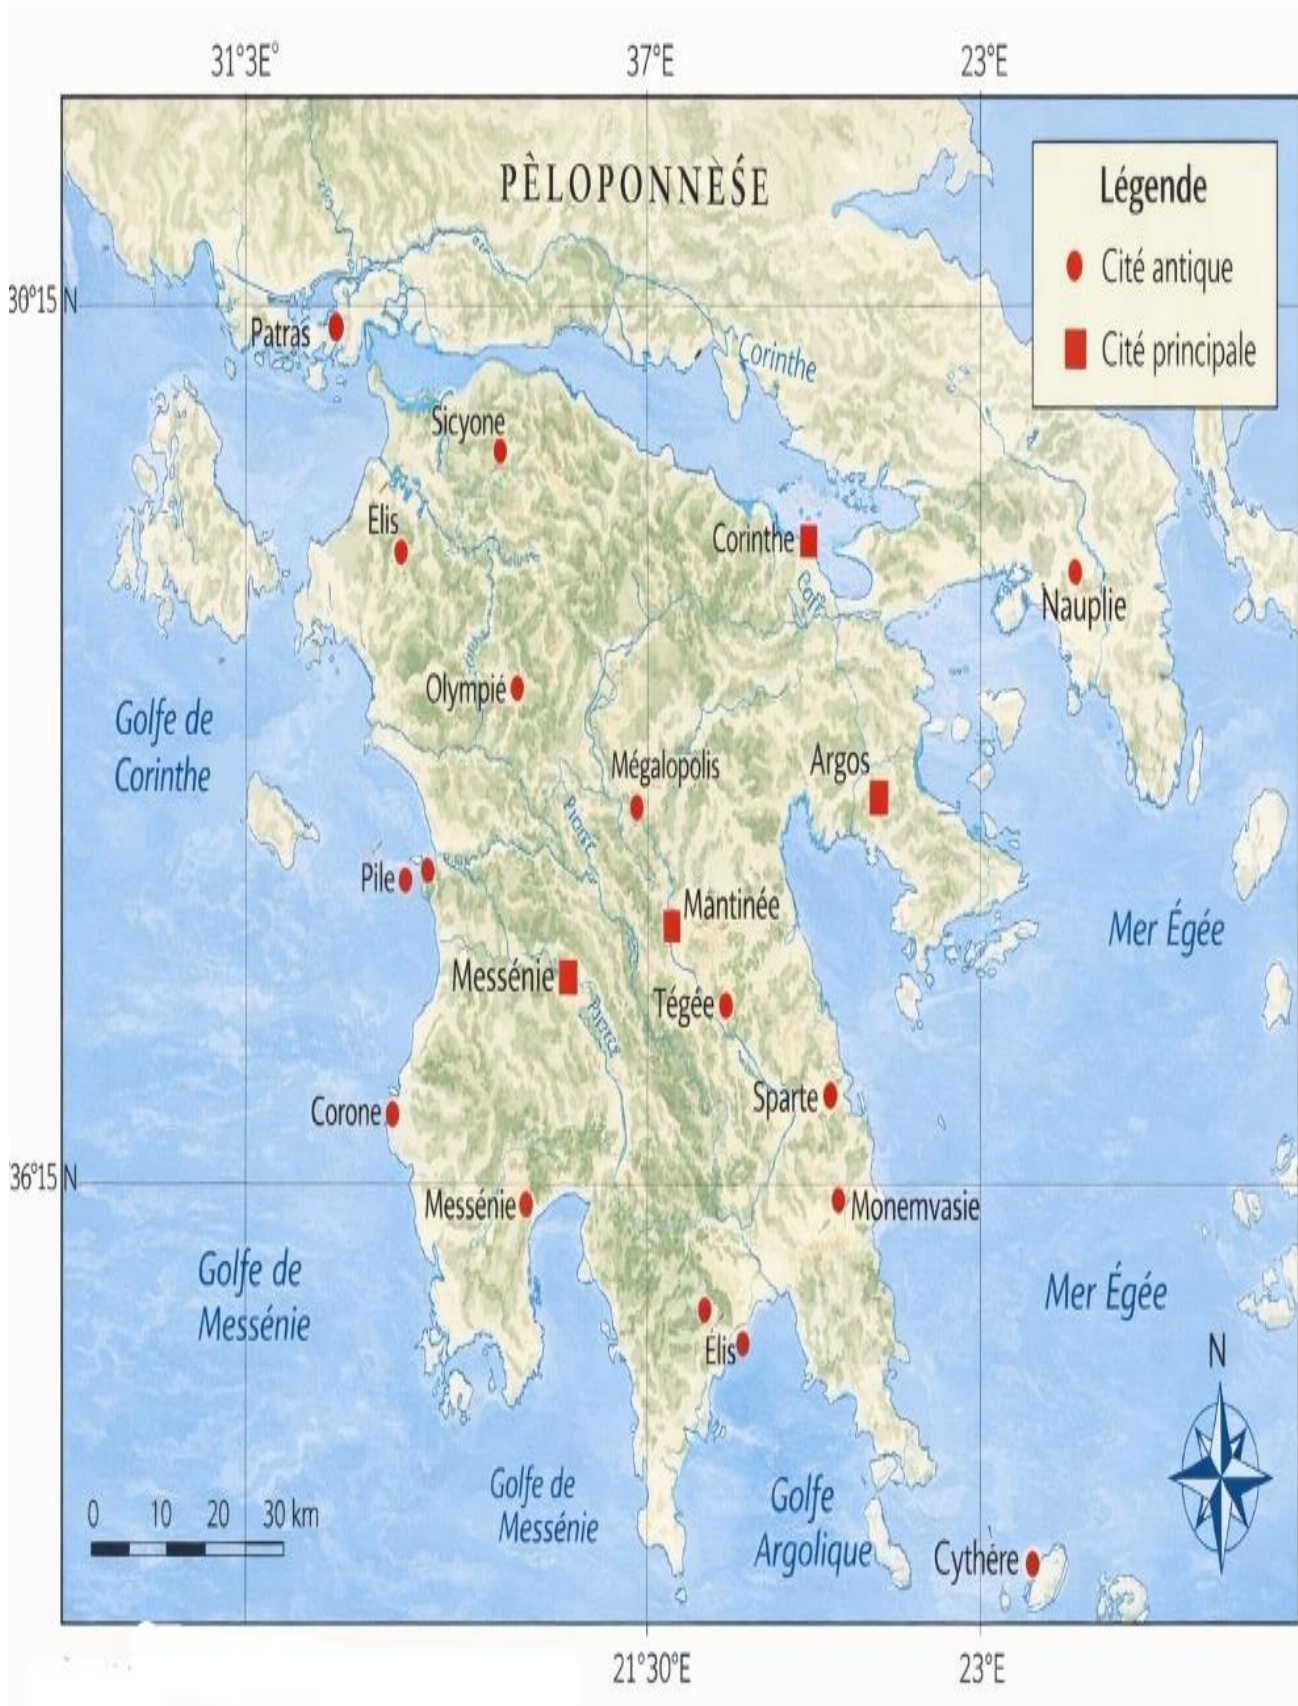 31°3E°
37°E
23°E
PÈLOPONNÈŚE
Légende
Cité antique
Cité principale
30°15 N
Patras
Corinthe
Sicyone
Elis
Corinthe
Nauplie
Olympié
Golfe de
Corinthe
Mégalopolis
Argos
Pile
Mantinée
Mer Égée
Messénie
Tégée
Sparte
Corone
36°15 N
Messénie
Monemvasie
Golfe de
Messénie
Mer Égée
Élis
N
Golfe de
Messénie
Golfe
Argolique
0 10 20 30 km
Cythère
21°30°E
23°E